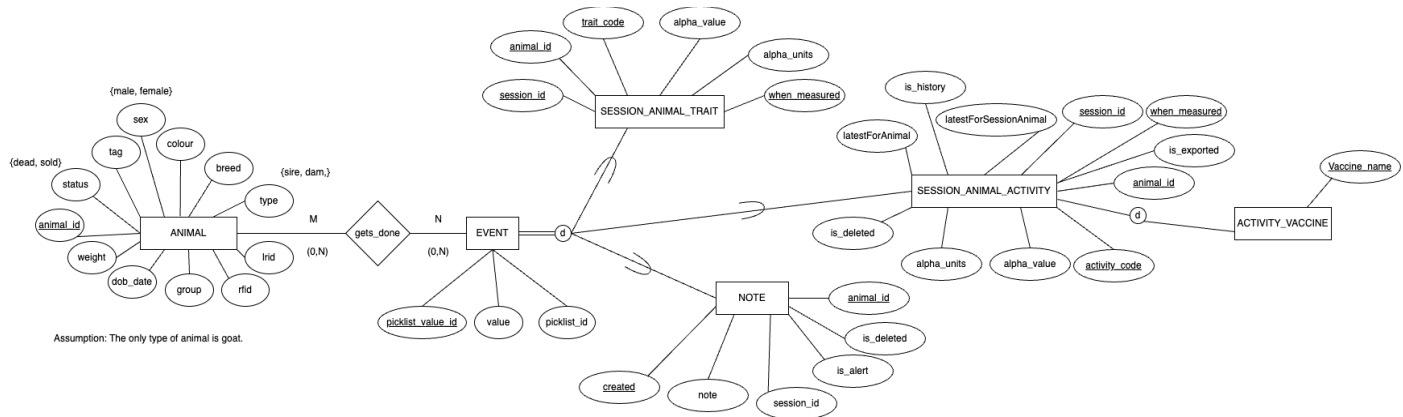 trait_code
alpha_value
animal_id
alpha_units
session_id
when_measured
SESSION_ANIMAL_TRAIT
is_history
latestForSessionAnimal
session_id
when_measured
latestForAnimal
is_exported
animal_id
SESSION_ANIMAL_ACTIVITY
is_deleted
alpha_units
alpha_value
activity_code
d
Vaccine_name
ACTIVITY_VACCINE
{male, female}
sex
colour
tag
breed
{dead, sold}
{sire, dam,}
status
type
animal_id
ANIMAL
weight
lrid
dob_date
group
rfid
M
(0,N)
gets_done
N
(0,N)
EVENT
d
picklist_value_id
value
picklist_id
NOTE
animal_id
is_deleted
is_alert
created
note
session_id
Assumption: The only type of animal is goat.